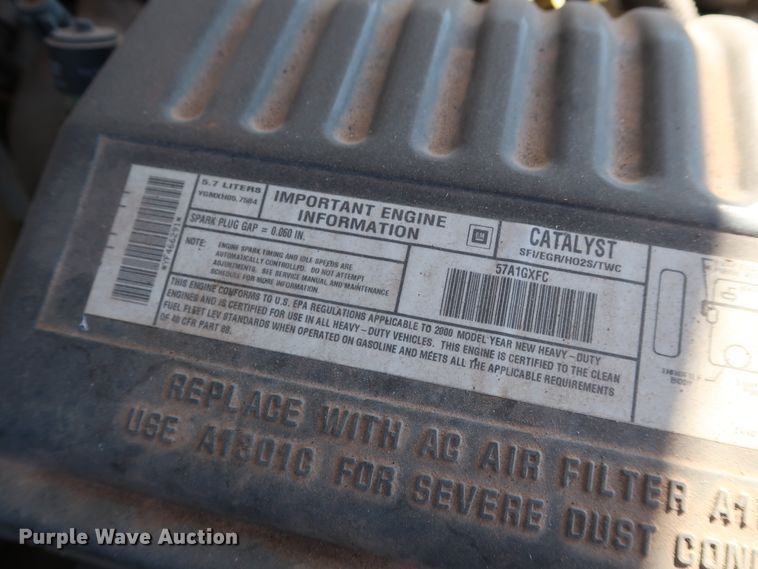 5.7 LITERS
IMPORTANT ENGINE
INFORMATION
GM
CATALYST
SFI/EGR/HO2S/TWC
SPARK PLUG GAP = 0.060 IN.
NOTE: ENGINE SPARK TIMING AND IDLE SPEEDS ARE
AUTOMATICALLY CONTROLLED. DO NOT ATTEMPT
TO SET. SEE SERVICE MANUAL AND MAINTENANCE
SCHEDULE FOR MORE INFORMATION.
57A1GXFC
THIS ENGINE CONFORMS TO U.S. EPA REGULATIONS APPLICABLE TO 2000 MODEL YEAR NEW HEAVY-DUTY
ENGINES AND IS CERTIFIED FOR USE IN ALL HEAVY-DUTY VEHICLES. THIS ENGINE IS CERTIFIED TO THE CLEAN
FUEL FLEET LEV STANDARDS WHEN OPERATED ON GASOLINE AND MEETS ALL THE APPLICABLE REQUIREMENTS
OF 40 CFR PART 88.
REPLACE WITH AC AIR FILTER
USE FOR SEVERE DUST
Purple Wave Auction